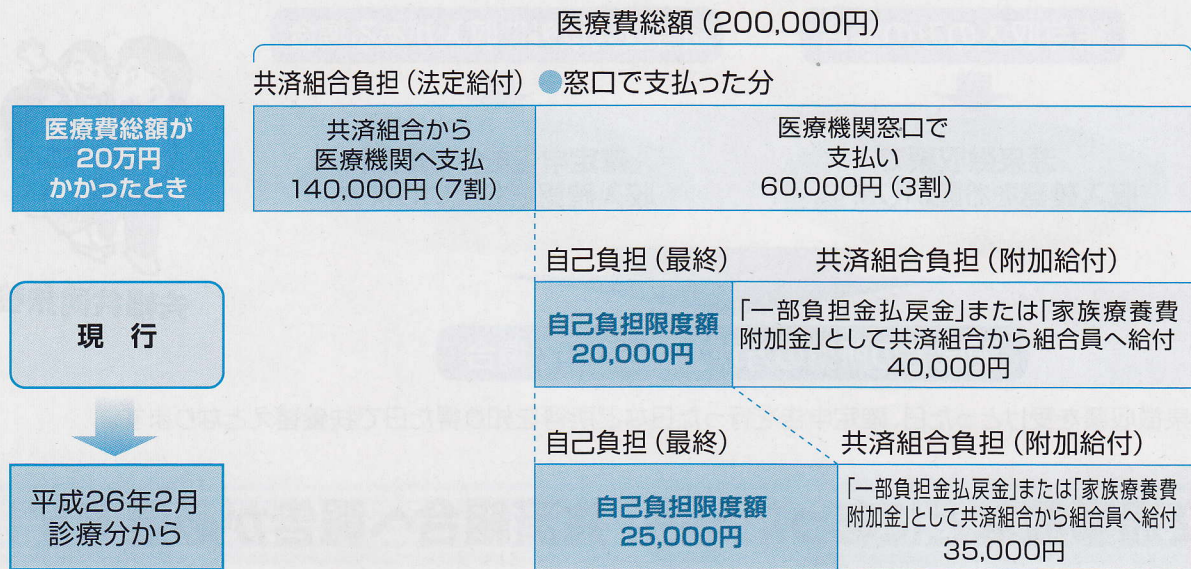 医療費総額（200,000円）
共済組合負担（法定給付）
●窓口で支払った分
医療費総額が
20万円
かかったとき
共済組合から
医療機関へ支払
140,000円（7割）
医療機関窓口で
支払い
60,000円（3割）
自己負担（最終）
共済組合負担（附加給付）
現 行
自己負担限度額
20,000円
「一部負担金払戻金」または「家族療養費
附加金」として共済組合から組合員へ給付
40,000円
自己負担（最終）
共済組合負担（附加給付）
平成26年2月
診療分から
自己負担限度額
25,000円
「一部負担金払戻金」または「家族療養費
附加金」として共済組合から組合員へ給付
35,000円